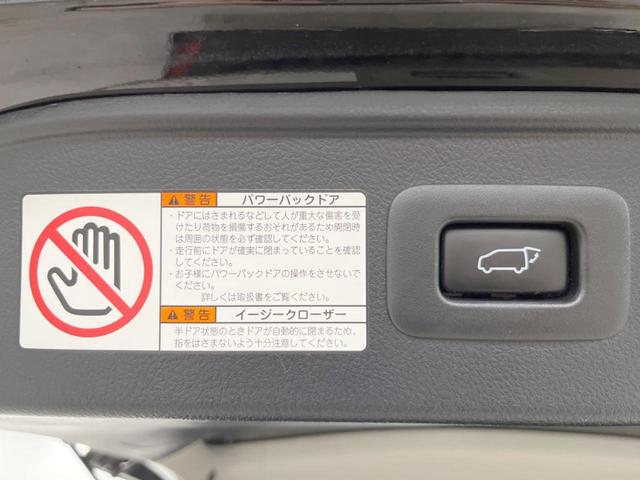 警告 パワーバックドア
・ドアにはさまれるなどして人が重大な傷害を受
けたり荷物を損傷するおそれがあるため開閉時
は周囲の状態を必ず確認してください。
・走行前にドアが確実に閉まっていることを確認
してください。
・お子様にパワーバックドアの操作をさせないで
ください。
詳しくは取扱書をご覧ください。
警告 イージークローザー
半ドア状態のときドアが自動的に閉まるため、
指をはさまないよう十分注意してください。